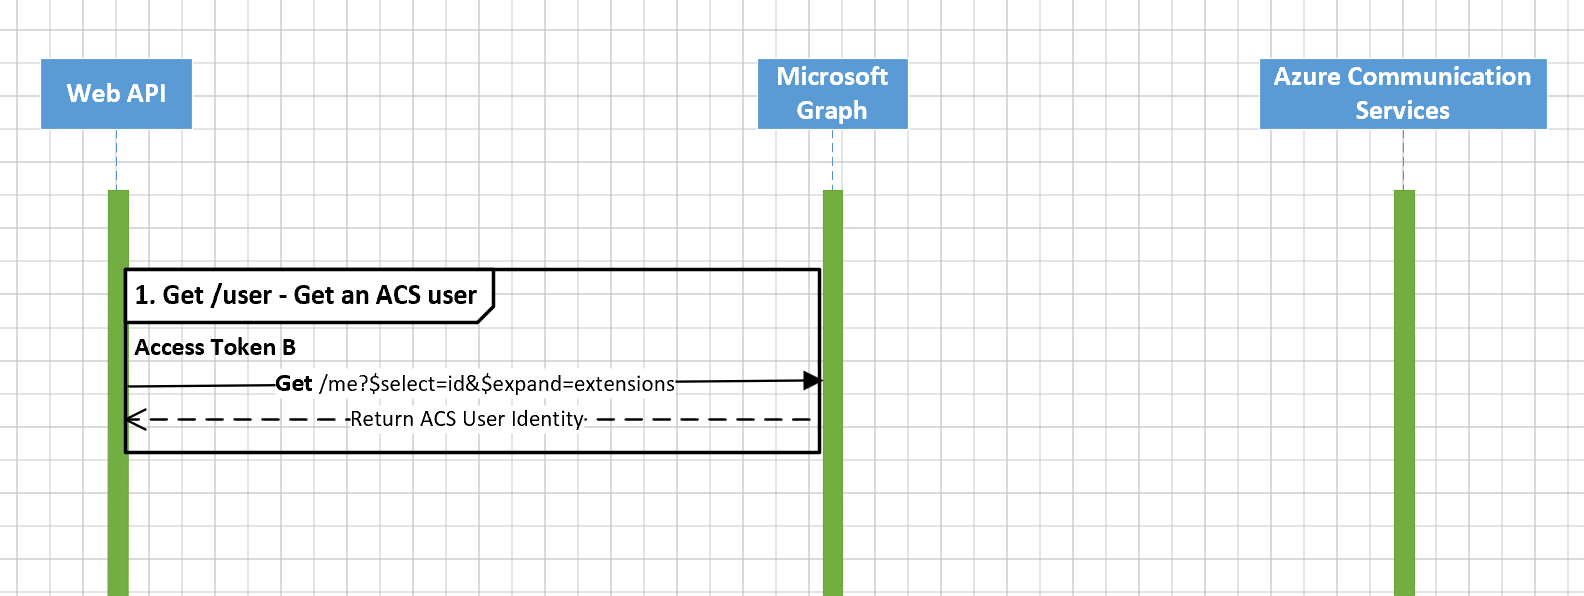 Web API
Microsoft
Graph
Azure Communication
Services
1. Get /user - Get an ACS user
Access Token B
Get /me?$select=id&$expand=extensions
Return ACS User Identity